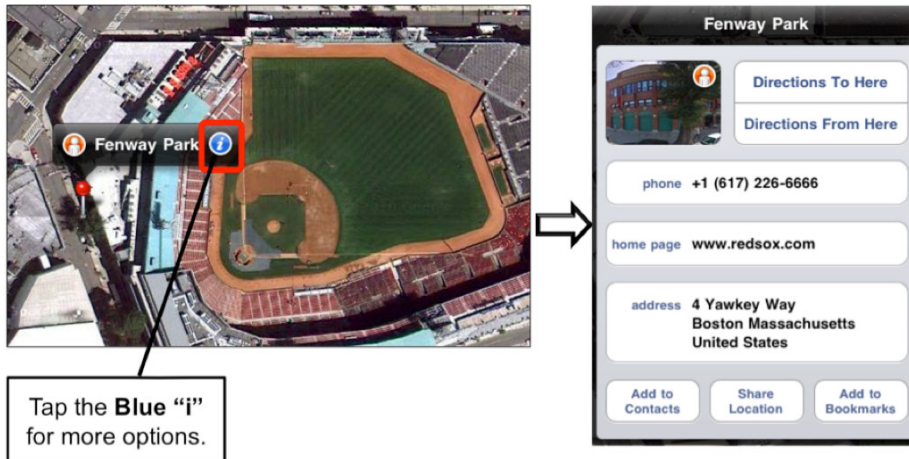 Fenway Park
Tap the Blue “i”
for more options.
Fenway Park
Directions To Here
Directions From Here
phone +1 (617) 226-6666
home page www.redsox.com
address 4 Yawkey Way
Boston Massachusetts
United States
Add to
Contacts
Share
Location
Add to
Bookmarks